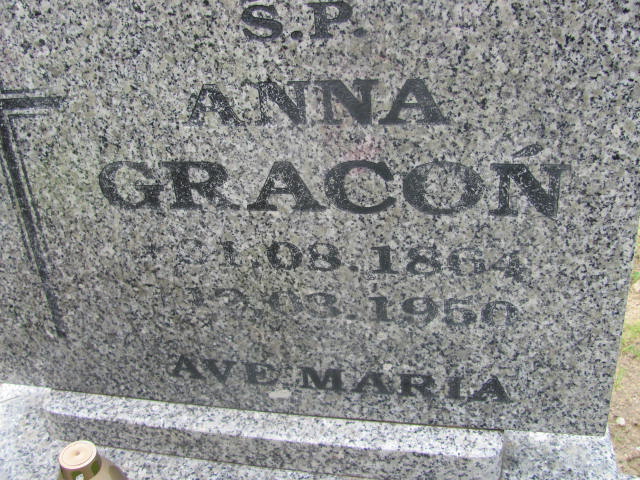 S.P.
ANNA
GRACOŃ
*21.08.1864
12.03.1950
AVE MARIA